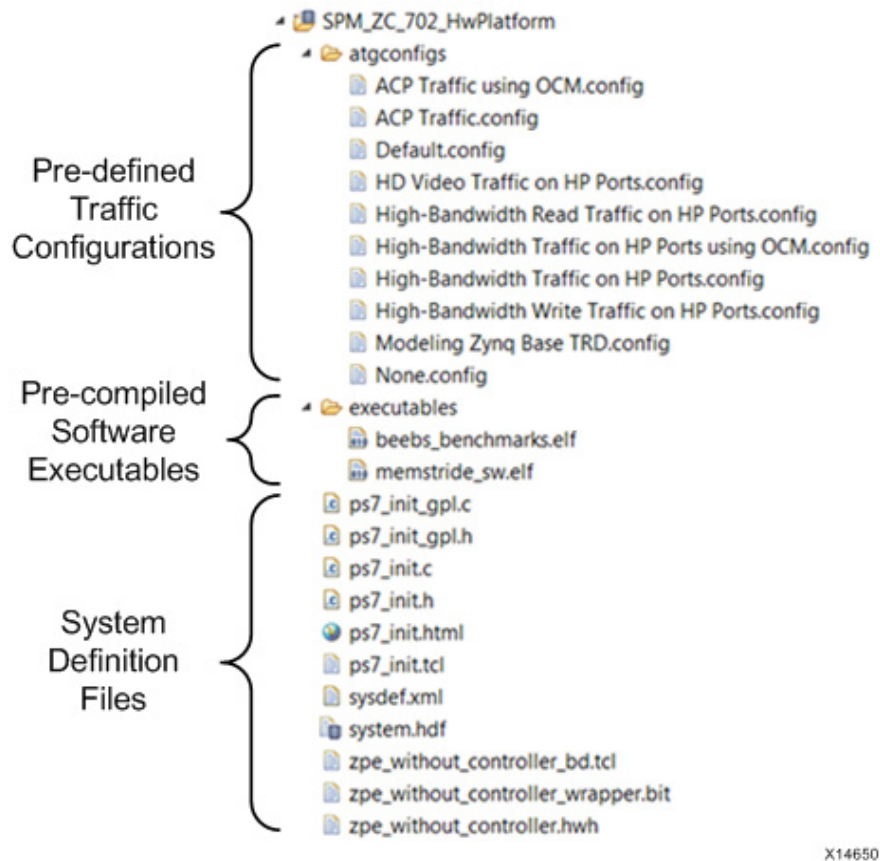 SPM_ZC_702_HwPlatform
atgconfigs
ACP Traffic using OCM.config
ACP Traffic.config
Default.config
HD Video Traffic on HP Ports.config
High-Bandwidth Read Traffic on HP Ports.config
High-Bandwidth Traffic on HP Ports using OCM.config
High-Bandwidth Traffic on HP Ports.config
High-Bandwidth Write Traffic on HP Ports.config
Modeling Zynq Base TRD.config
None.config
Pre-defined
Traffic
Configurations
executables
beebs_benchmarks.elf
memstride_sw.elf
Pre-compiled
Software
Executables
ps7_init_gpl.c
ps7_init_gpl.h
ps7_init.c
ps7_init.h
ps7_init.html
ps7_init.tcl
sysdef.xml
system.hdf
zpe_without_controller_bd.tcl
zpe_without_controller_wrapper.bit
zpe_without_controller.hwh
System
Definition
Files
X14650